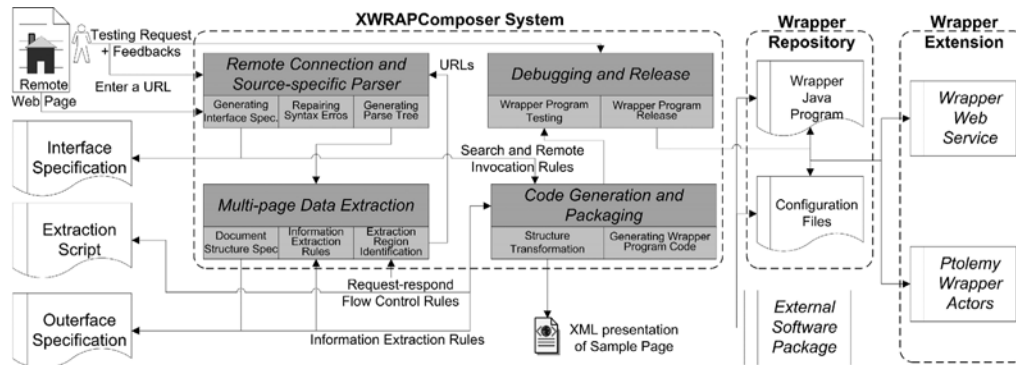 XWRAPComposer System
Wrapper
Repository
Wrapper
Extension
Testing Request
+ Feedbacks
Enter a URL
Remote
Web Page
Remote Connection and
Source-specific Parser
Generating
Interface Spec.
Repairing
Syntax Erros
Generating
Parse Tree
URLs
Debugging and Release
Wrapper Program
Testing
Wrapper Program
Release
Wrapper
Java
Program
Wrapper
Web
Service
Interface
Specification
Search and Remote
Invocation Rules
Multi-page Data Extraction
Document
Structure Spec
Information
Extraction
Rules
Extraction
Region
Identification
Code Generation and
Packaging
Structure
Transformation
Generating Wrapper
Program Code
Configuration
Files
Extraction
Script
Request-respond
Flow Control Rules
Ptolemy
Wrapper
Actors
Outerface
Specification
Information Extraction Rules
XML presentation
of Sample Page
External
Software
Package